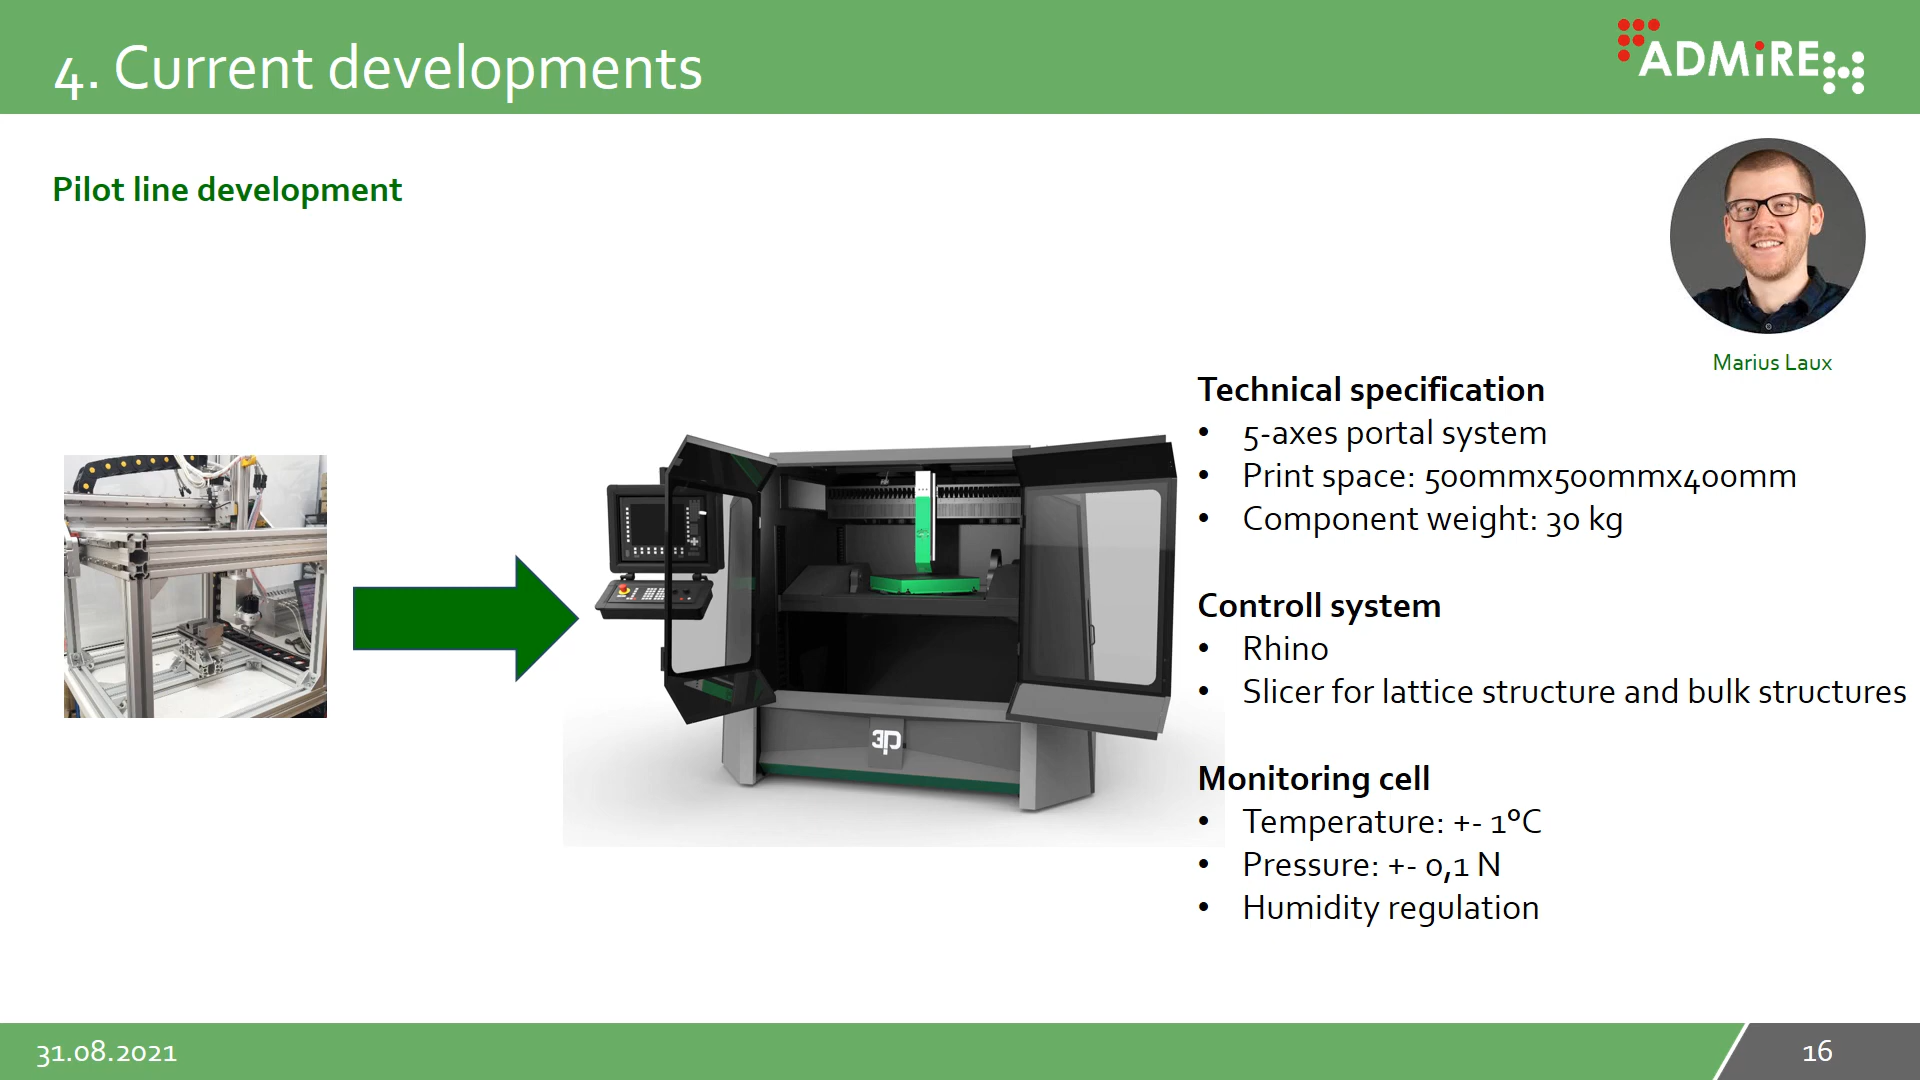 4. Current developments
ADMiRE
Pilot line development
Marius Laux
Technical specification
• 5-axes portal system
• Print space: 500mmx500mmx400mm
• Component weight: 30 kg
Controll system
• Rhino
• Slicer for lattice structure and bulk structures
Monitoring cell
• Temperature: +- 1°C
• Pressure: +- 0,1 N
• Humidity regulation
3D
31.08.2021
16